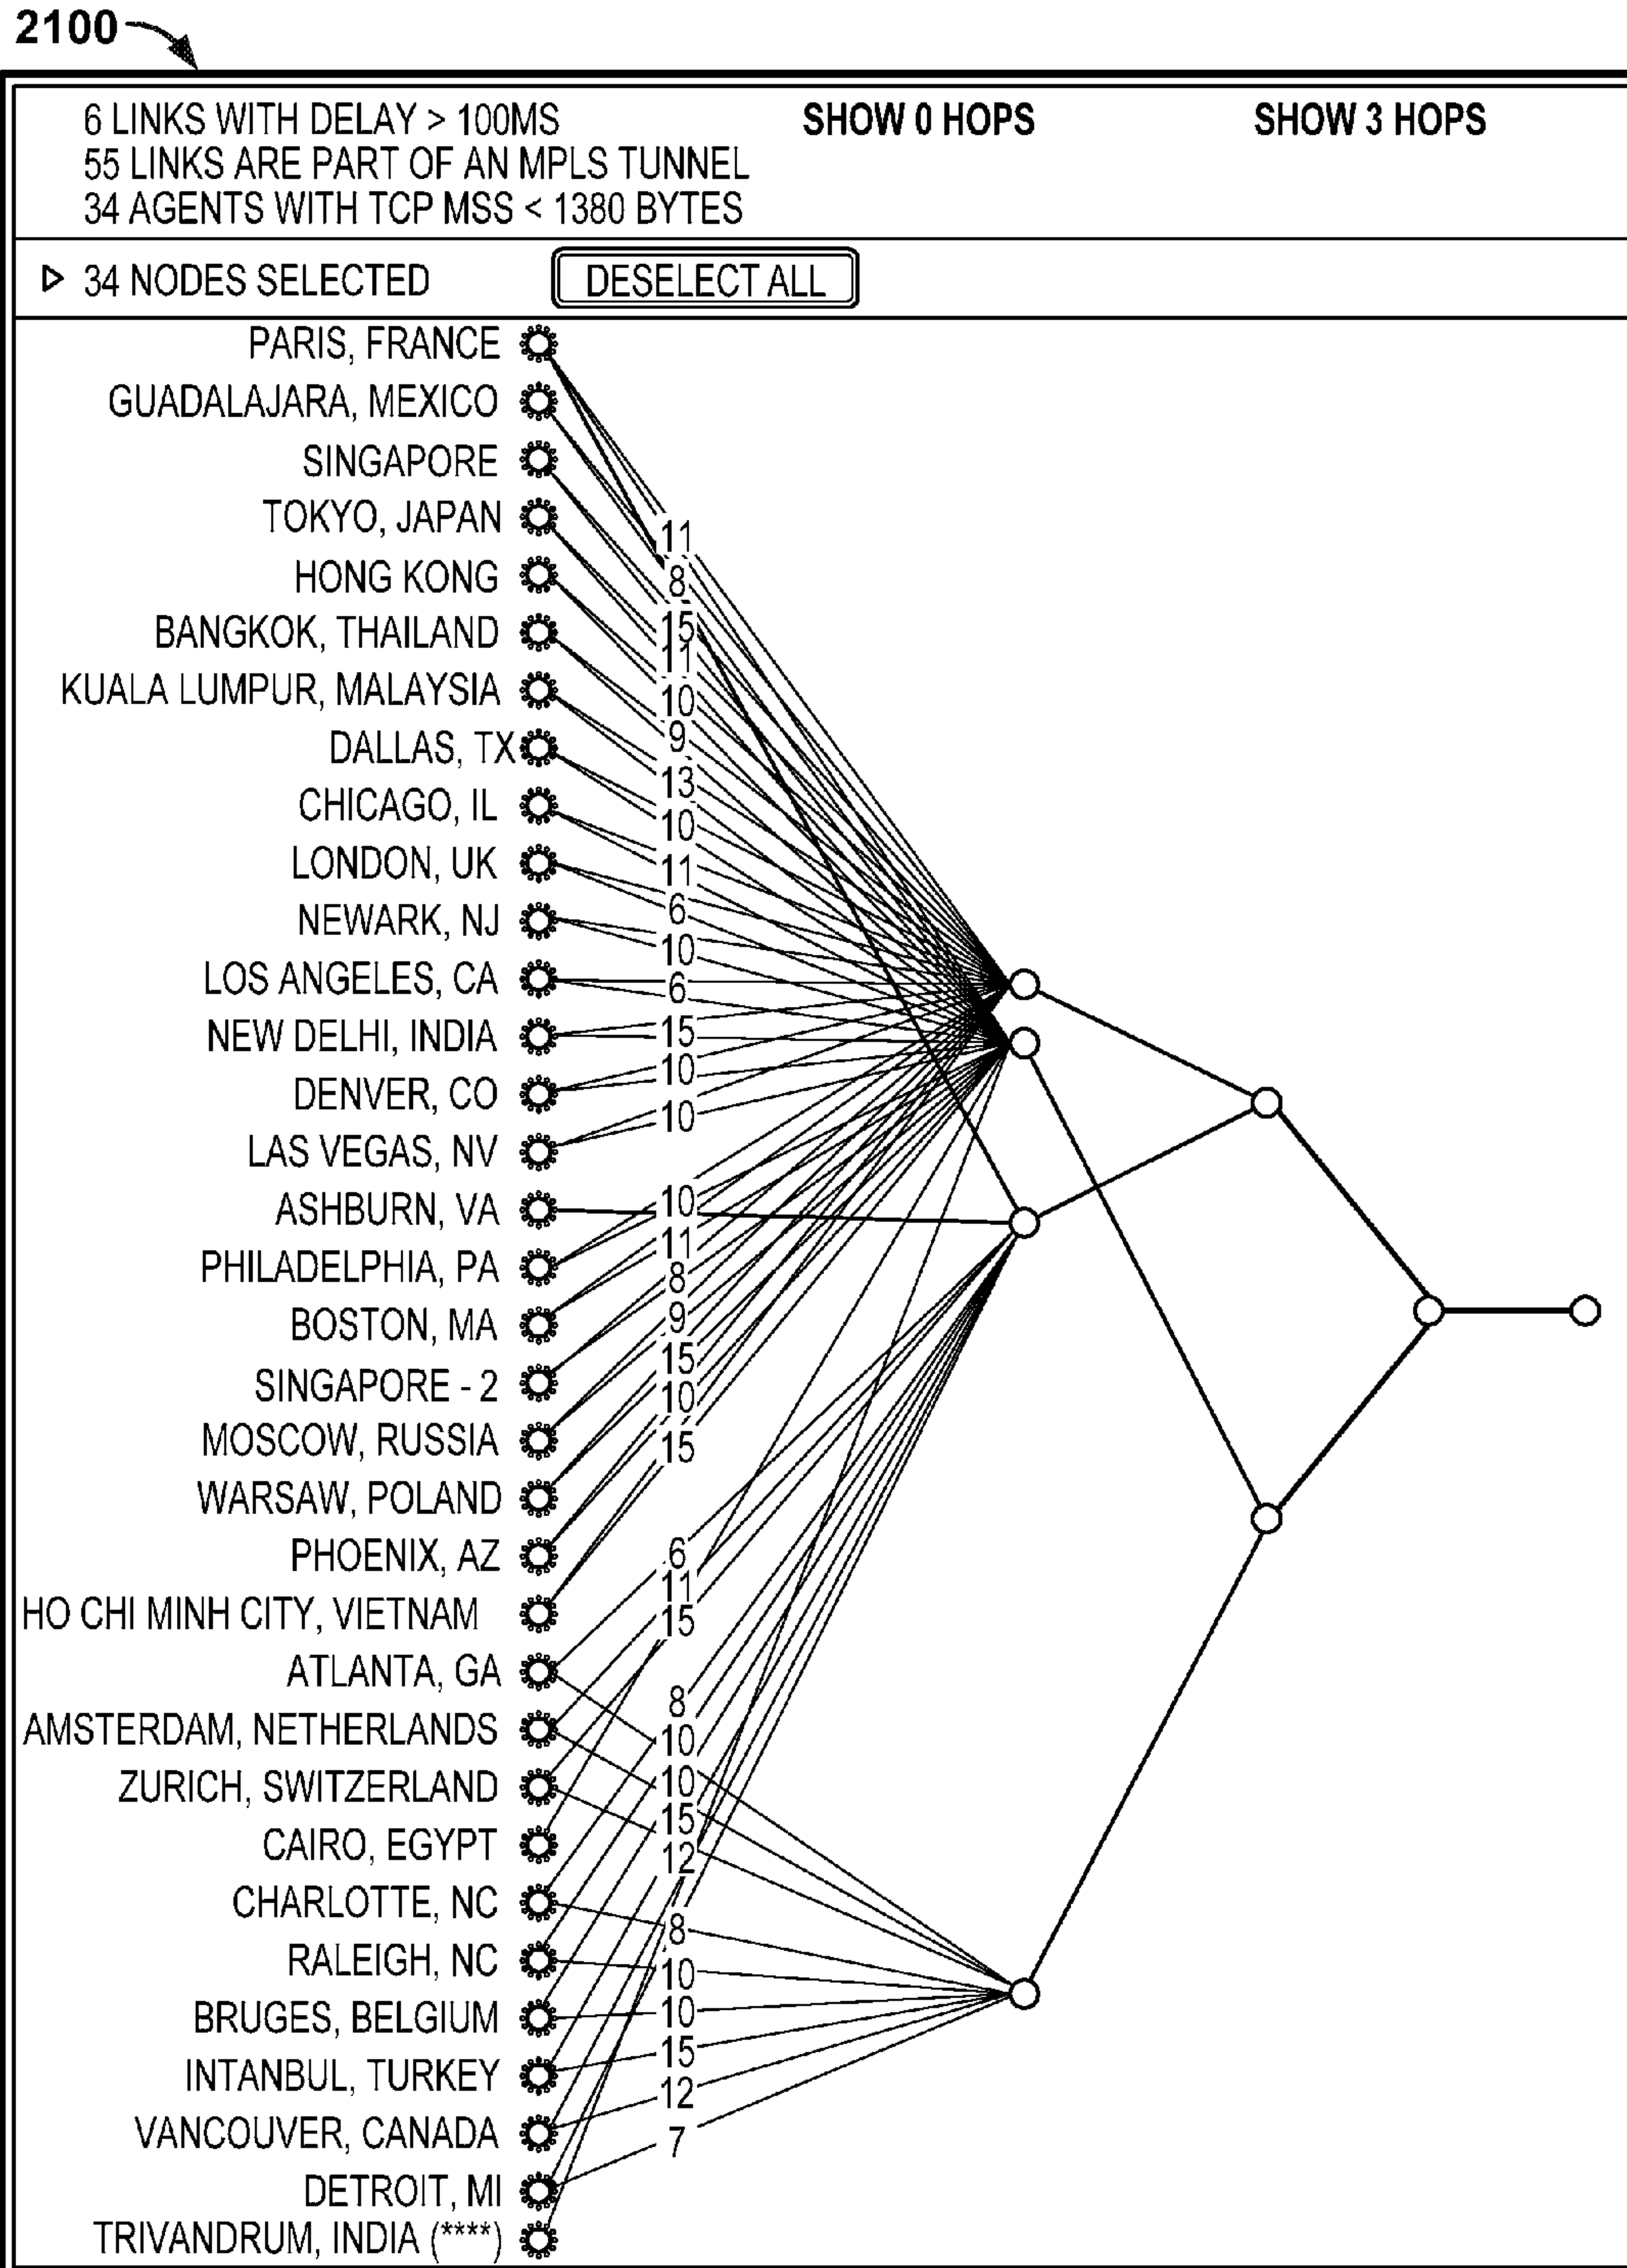 2100
6 LINKS WITH DELAY > 100MS
SHOW 0 HOPS
SHOW 3 HOPS
55 LINKS ARE PART OF AN MPLS TUNNEL
34 AGENTS WITH TCP MSS < 1380 BYTES
34 NODES SELECTED
DESELECT ALL
PARIS, FRANCE
GUADALAJARA, MEXICO
SINGAPORE
TOKYO, JAPAN
11
HONG KONG
8
BANGKOK, THAILAND
15
11
KUALA LUMPUR, MALAYSIA
10
9
DALLAS, TX
13
CHICAGO, IL
10
LONDON, UK
11
6
NEWARK, NJ
10
LOS ANGELES, CA
6
NEW DELHI, INDIA
15
10
DENVER, CO
10
LAS VEGAS, NV
10
ASHBURN, VA
11
PHILADELPHIA, PA
8
9
BOSTON, MA
15
SINGAPORE - 2
10
MOSCOW, RUSSIA
15
WARSAW, POLAND
PHOENIX, AZ
6
11
HO CHI MINH CITY, VIETNAM
15
ATLANTA, GA
8
AMSTERDAM, NETHERLANDS
10
ZURICH, SWITZERLAND
10
15
CAIRO, EGYPT
12
CHARLOTTE, NC
8
RALEIGH, NC
10
BRUGES, BELGIUM
10
15
INTANBUL, TURKEY
12
VANCOUVER, CANADA
7
DETROIT, MI
TRIVANDRUM, INDIA (****)